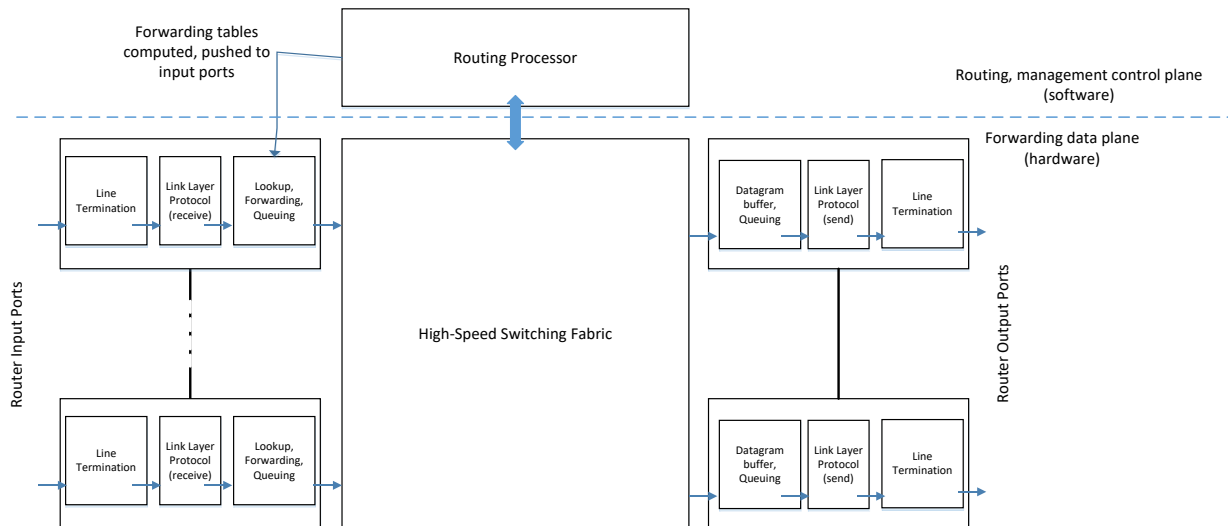 Forwarding tables
computed, pushed to
input ports
Routing Processor
Routing, management control plane
(software)
Forwarding data plane
(hardware)
Router Input Ports
Line
Termination
Link Layer
Protocol
(receive)
Lookup,
Forwarding,
Queuing
High-Speed Switching Fabric
Datagram
buffer,
Queuing
Link Layer
Protocol
(send)
Line
Termination
Router Output Ports
Line
Termination
Link Layer
Protocol
(receive)
Lookup,
Forwarding,
Queuing
Datagram
buffer,
Queuing
Link Layer
Protocol
(send)
Line
Termination